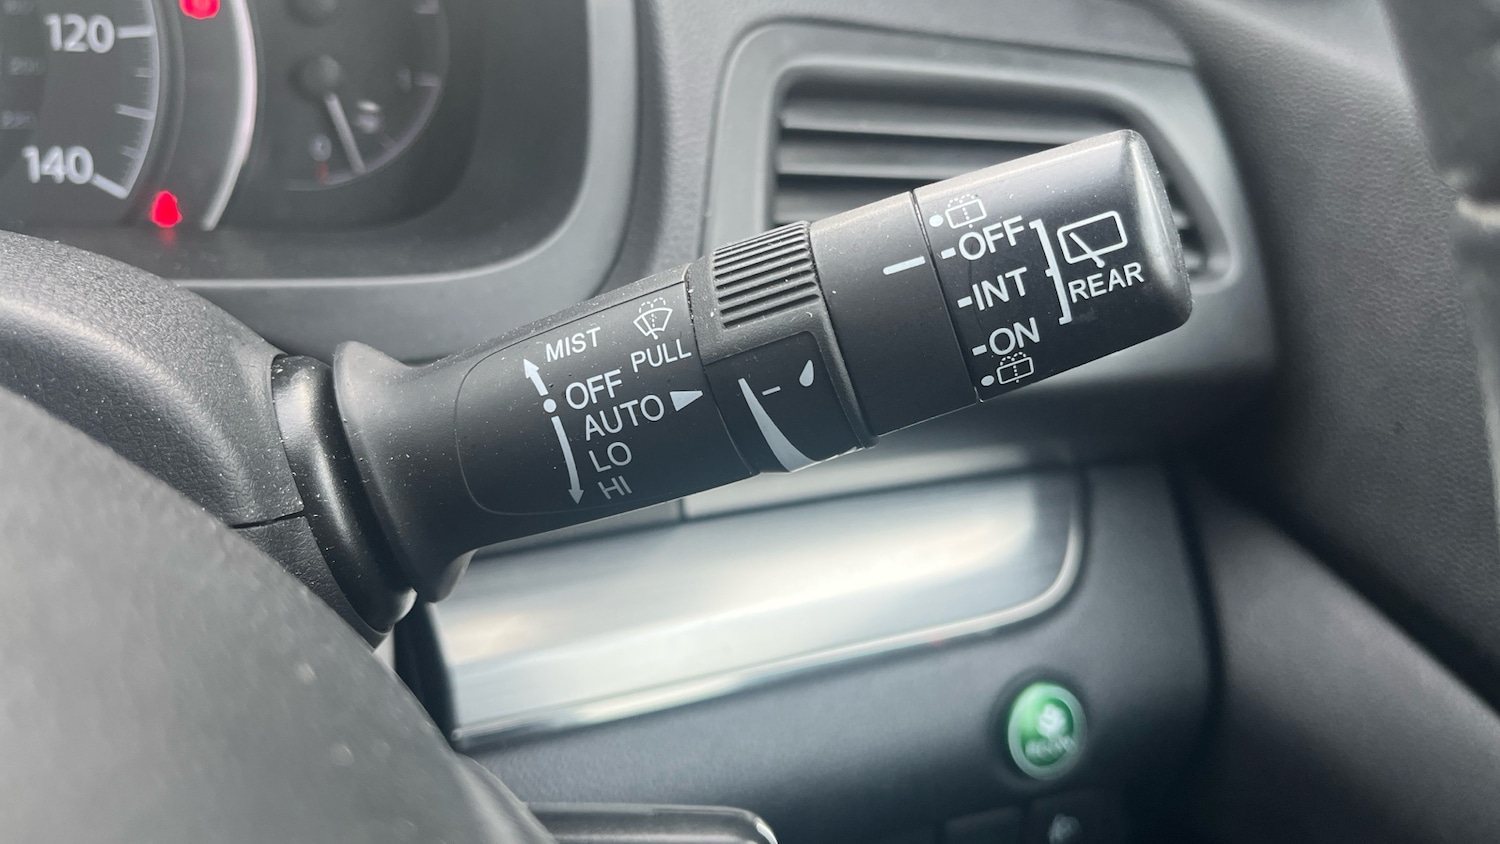 120
140
MIST
PULL
OFF
AUTO
LO
HI
OFF
INT
ON
REAR